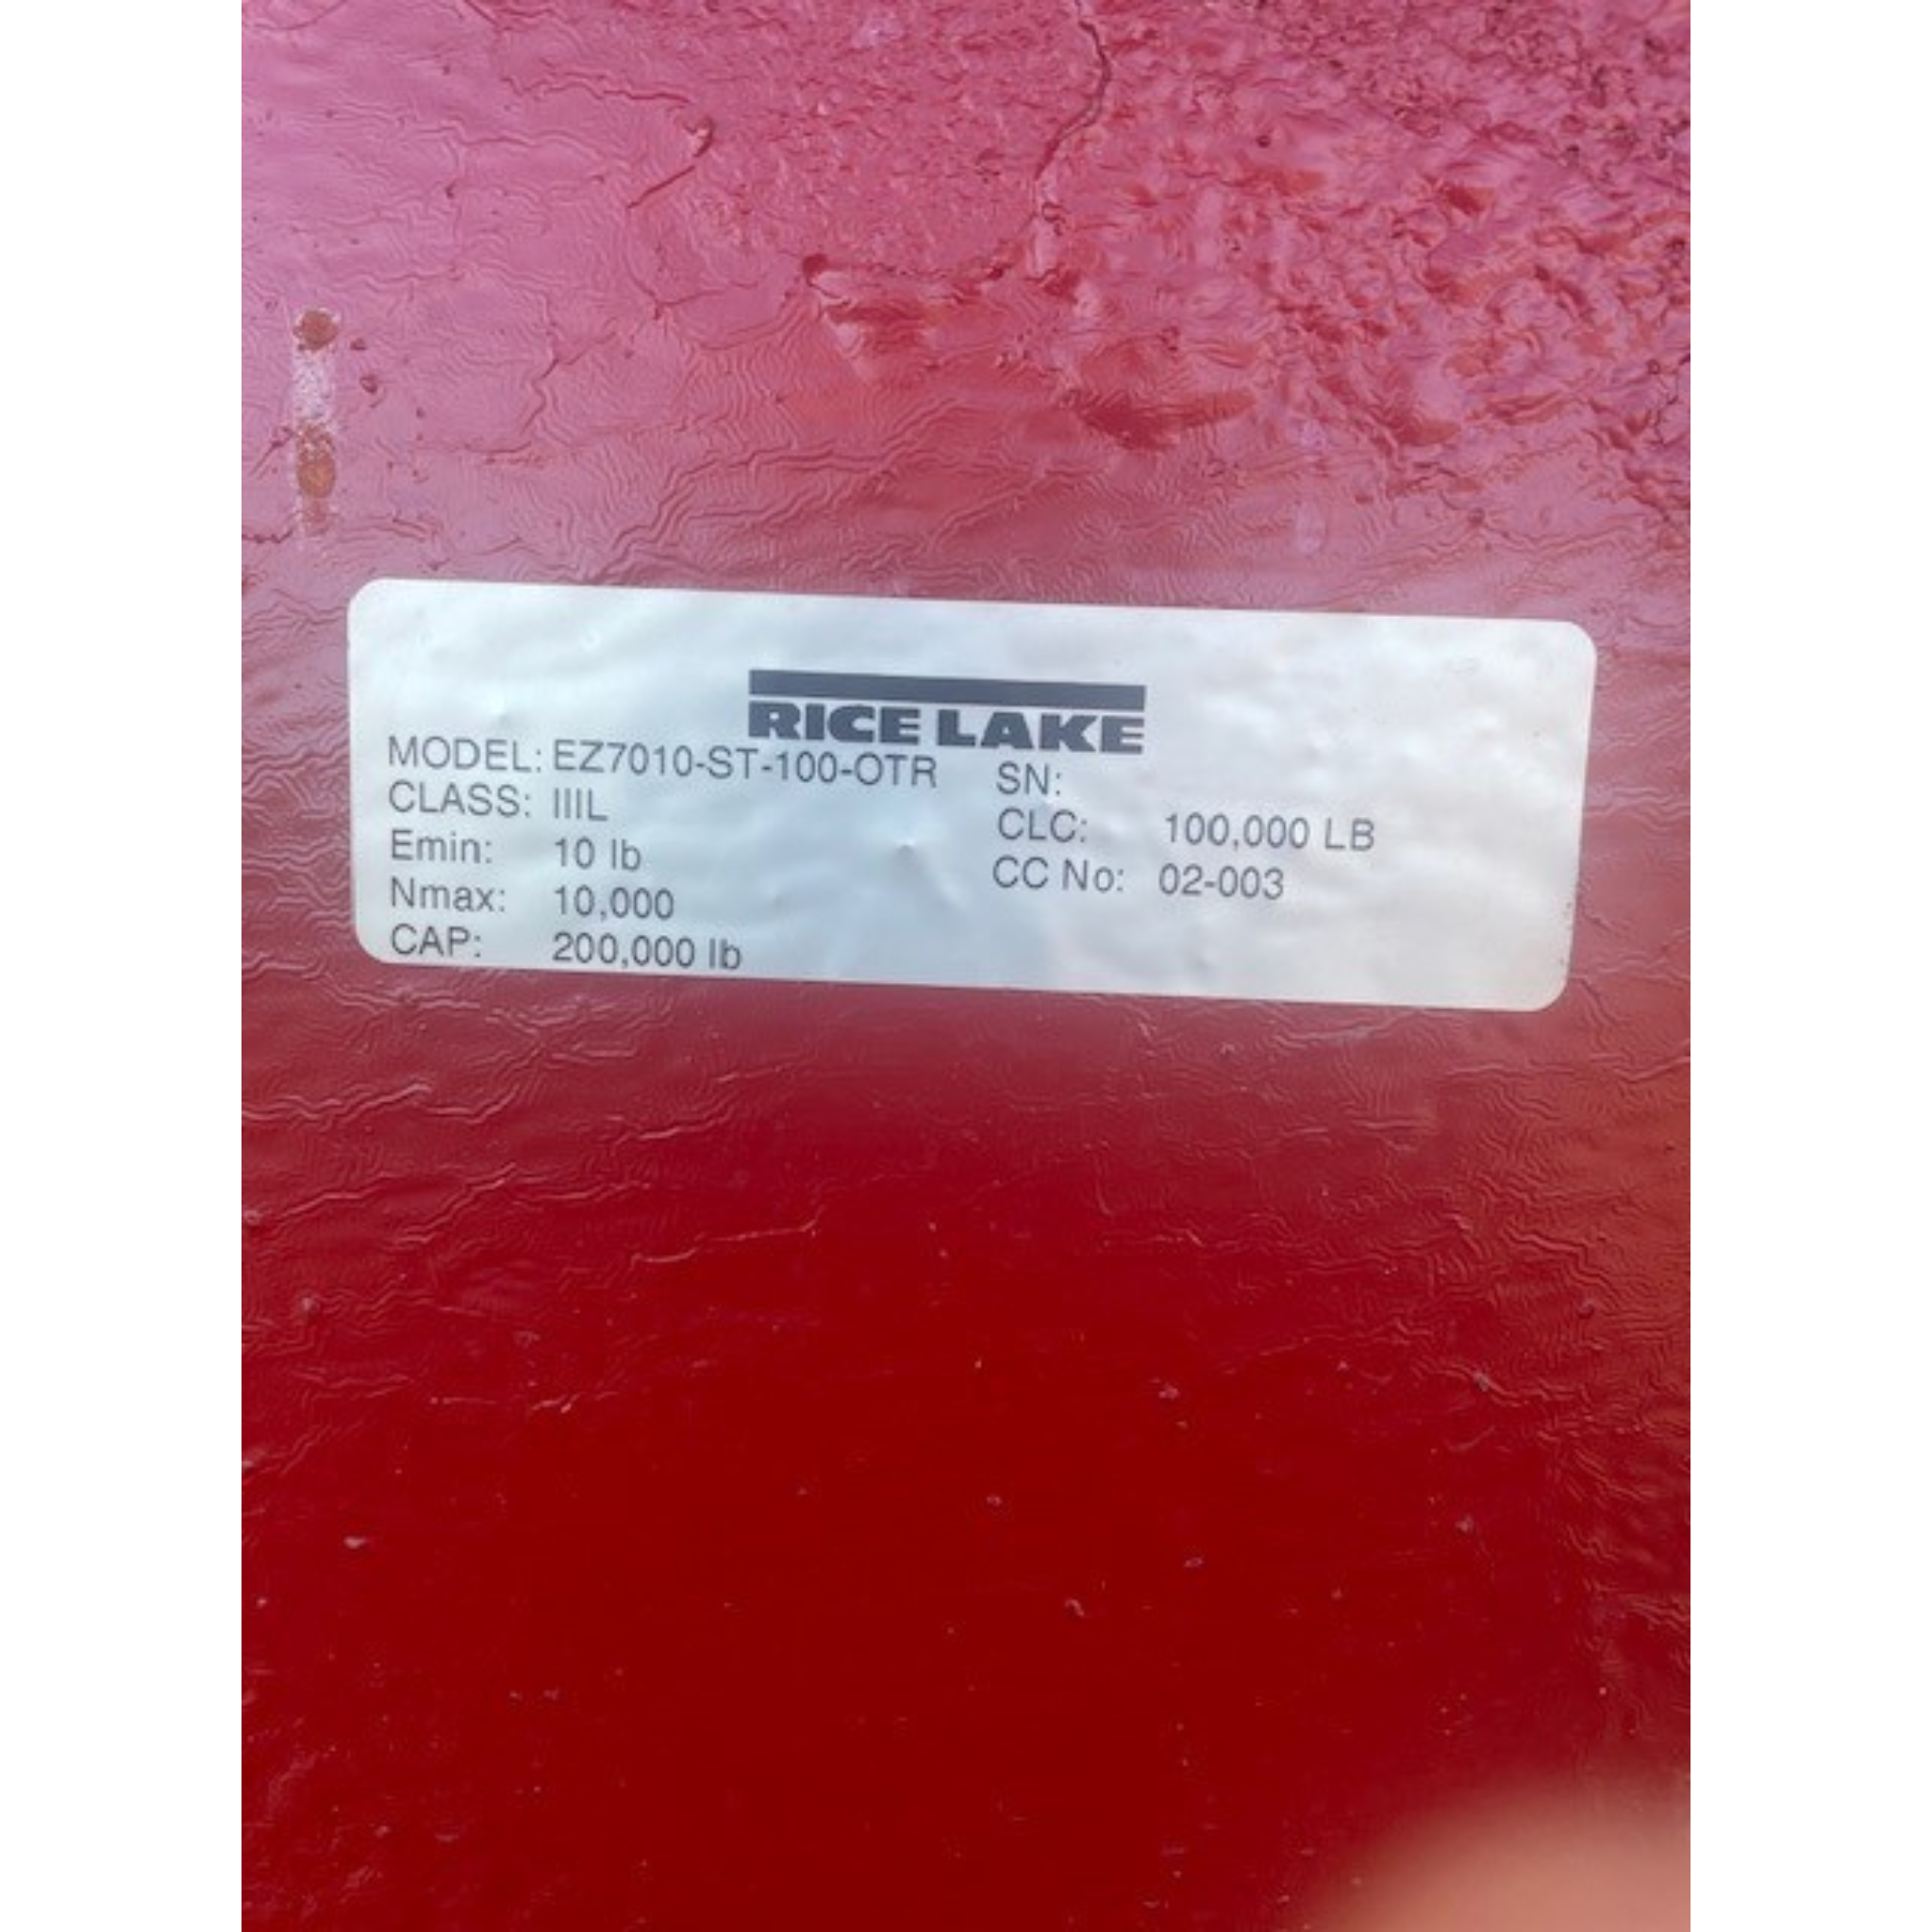 RICE LAKE
MODEL: EZ7010-ST-100-OTR SN:
CLASS: IIIL CLC: 100,000 LB
Emin: 10 lb CC No: 02-003
Nmax: 10,000
CAP: 200,000 lb